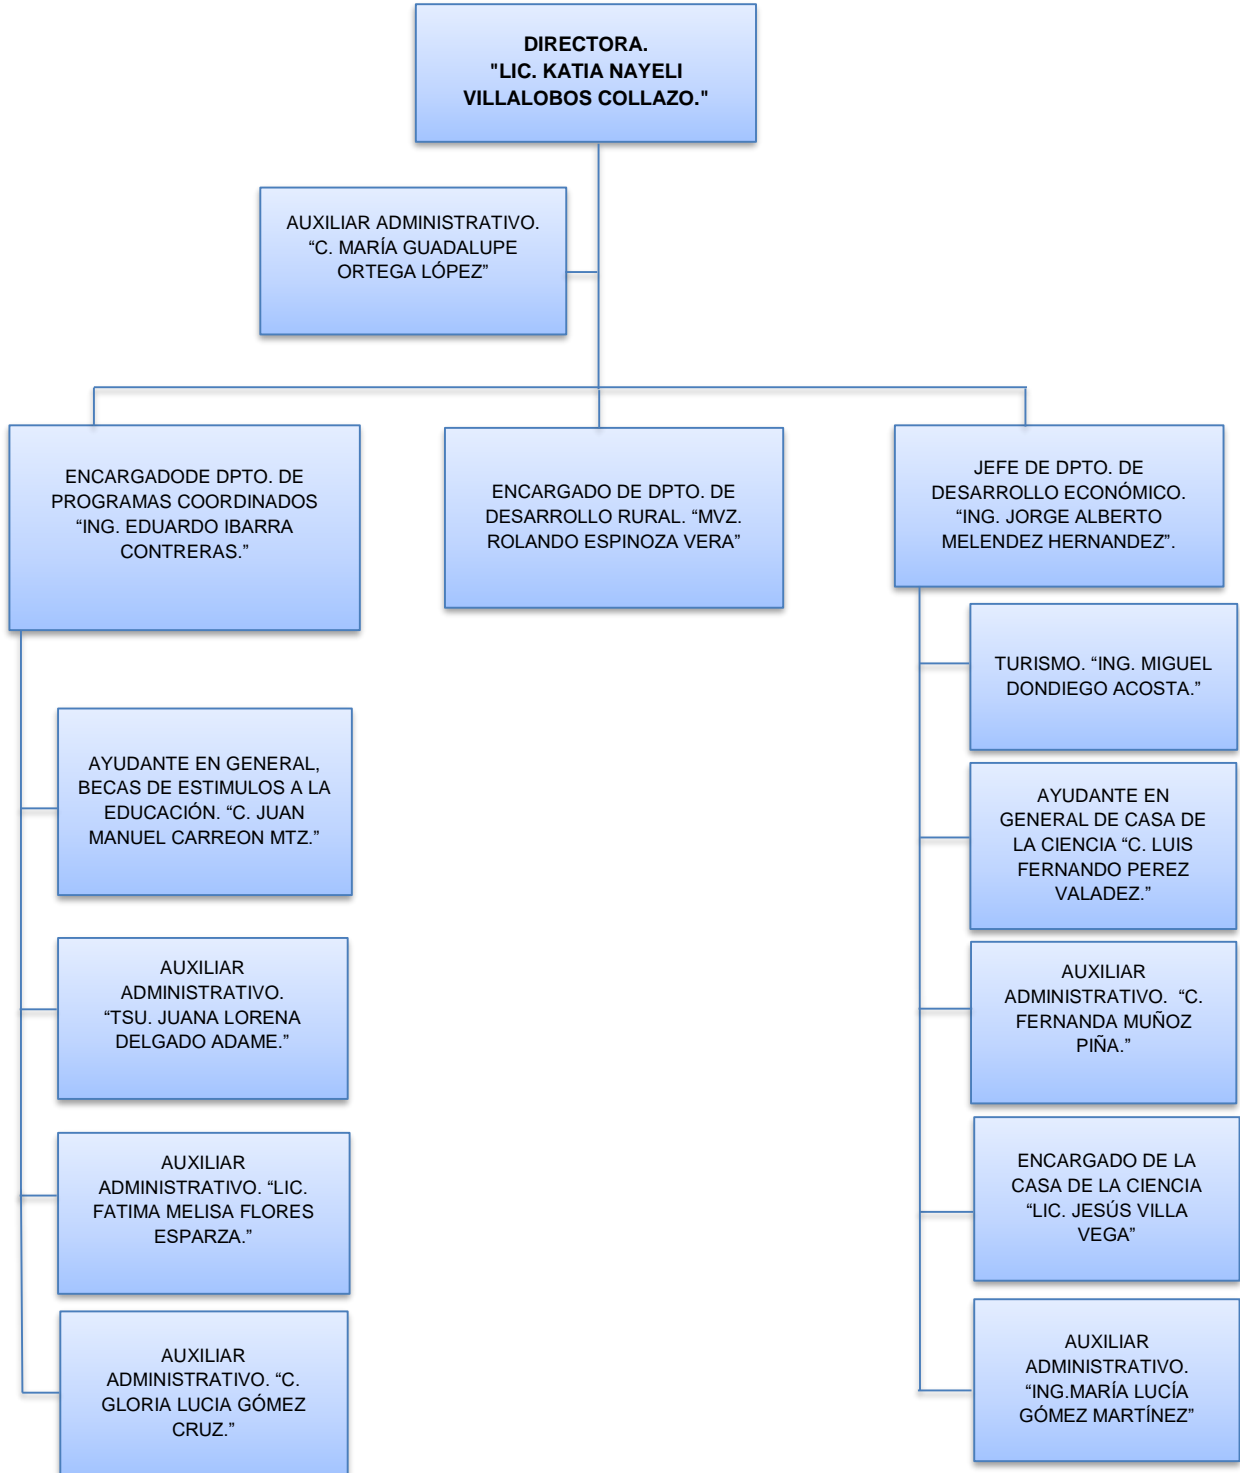 DIRECTORA.
"LIC. KATIA NAYELI
VILLALOBOS COLLAZO."
AUXILIAR ADMINISTRATIVO.
“C. MARÍA GUADALUPE
ORTEGA LÓPEZ”
ENCARGADODE DPTO. DE
PROGRAMAS COORDINADOS
“ING. EDUARDO IBARRA
CONTRERAS.”
ENCARGADO DE DPTO. DE
DESARROLLO RURAL. “MVZ.
ROLANDO ESPINOZA VERA”
JEFE DE DPTO. DE
DESARROLLO ECONÓMICO.
“ING. JORGE ALBERTO
MELENDEZ HERNANDEZ”.
AYUDANTE EN GENERAL,
BECAS DE ESTIMULOS A LA
EDUCACIÓN. “C. JUAN
MANUEL CARREON MTZ.”
AUXILIAR
ADMINISTRATIVO.
“TSU. JUANA LORENA
DELGADO ADAME.”
AUXILIAR
ADMINISTRATIVO. “LIC.
FATIMA MELISA FLORES
ESPARZA.”
AUXILIAR
ADMINISTRATIVO. “C.
GLORIA LUCIA GÓMEZ
CRUZ.”
TURISMO. “ING. MIGUEL
DONDIEGO ACOSTA.”
AYUDANTE EN
GENERAL DE CASA DE
LA CIENCIA “C. LUIS
FERNANDO PEREZ
VALADEZ.”
AUXILIAR
ADMINISTRATIVO. “C.
FERNANDA MUÑOZ
PIÑA.”
ENCARGADO DE LA
CASA DE LA CIENCIA
“LIC. JESÚS VILLA
VEGA”
AUXILIAR
ADMINISTRATIVO.
“ING.MARÍA LUCÍA
GÓMEZ MARTÍNEZ”